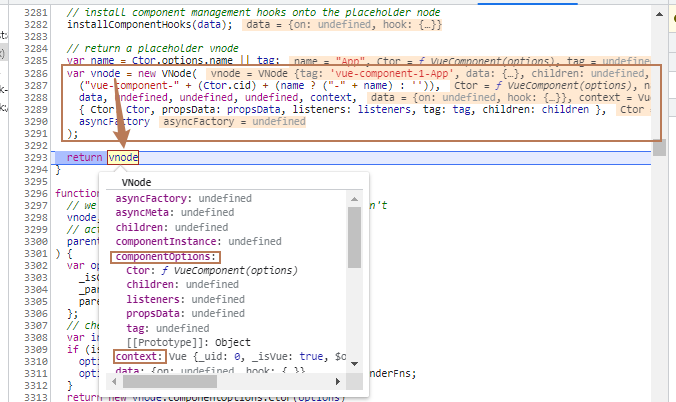 3281 // install component management hooks onto the placeholder node
3282 installComponentHooks(data); data = {on: undefined, hook: {…}}
3283
3284
3285 // return a placeholder vnode
var name = Ctor.options.name || tag; name = "App", Ctor = ƒ VueComponent(options), tag = undefined
3286 var vnode = new VNode( vnode = VNode {tag: 'vue-component-1-App', data: {…}, children: undefined,
3287 ("vue-component-" + (Ctor.cid) + (name ? ("-" + name) : '')), Ctor = ƒ VueComponent(options), n
3288 data, undefined, undefined, undefined, context, data = {on: undefined, hook: {…}}, context = Vu
3289 { Ctor: Ctor, propsData: propsData, listeners: listeners, tag: tag, children: children }, Ctor
3290 asyncFactory asyncFactory = undefined
3291 );
3292
3293 return vnode
3294 }
3295
3296 function
3297 // we n't
3298 vnode,
3299 // act
3300 parent
3301 ) {
3302 var op
3303 _isC
3304 _par
3305 pare
3306 };
3307 // che
3308 var in
3309 if (is
3310 opti
3311 opti nderFns;
3312 }
3313 return new vnode.componentOptions.Ctor(options)
VNode
asyncFactory: undefined
asyncMeta: undefined
children: undefined
componentInstance: undefined
componentOptions:
Ctor: ƒ VueComponent(options)
children: undefined
listeners: undefined
propsData: undefined
tag: undefined
[[Prototype]]: Object
context: Vue {_uid: 0, _isVue: true, $o
data: {on: undefined, hook: {…}}